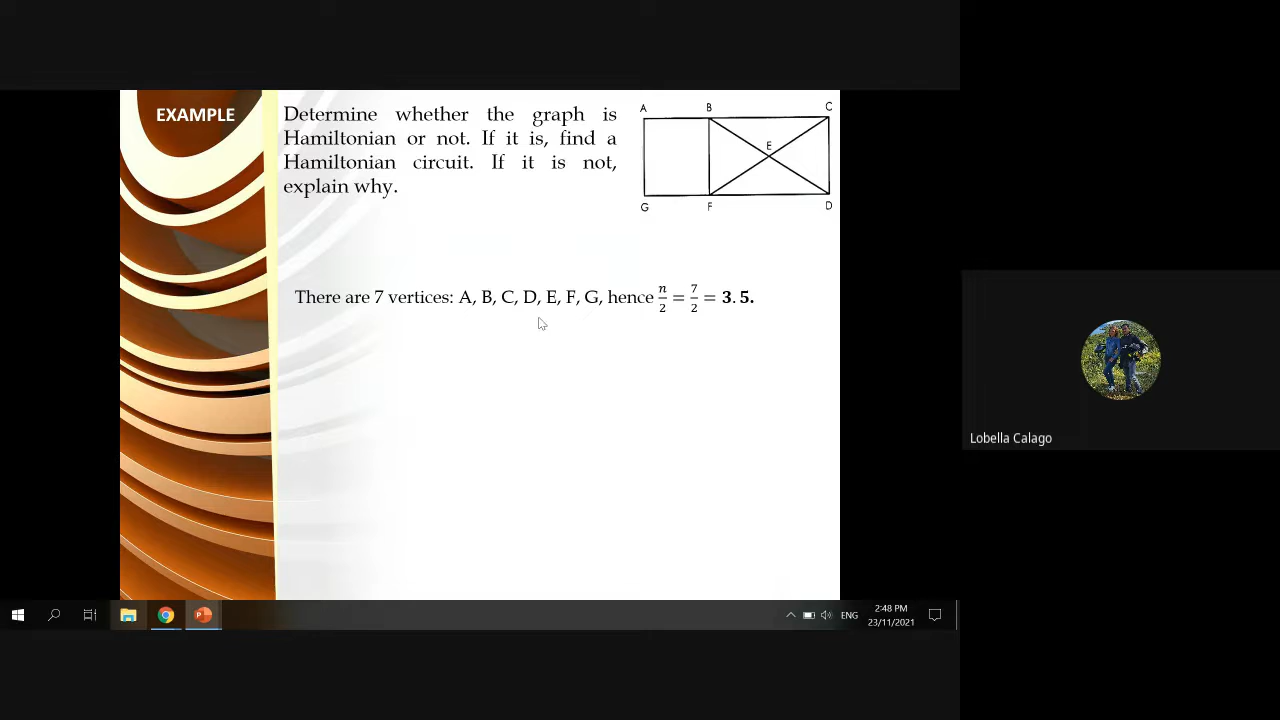 EXAMPLE
Determine whether the graph is
Hamiltonian or not. If it is, find a
Hamiltonian circuit. If it is not,
explain why.
A B C
E
G F D
There are 7 vertices: A, B, C, D, E, F, G, hence n/2 = 7/2 = 3.5.
Lobella Calago
ENG
2:48 PM
23/11/2021